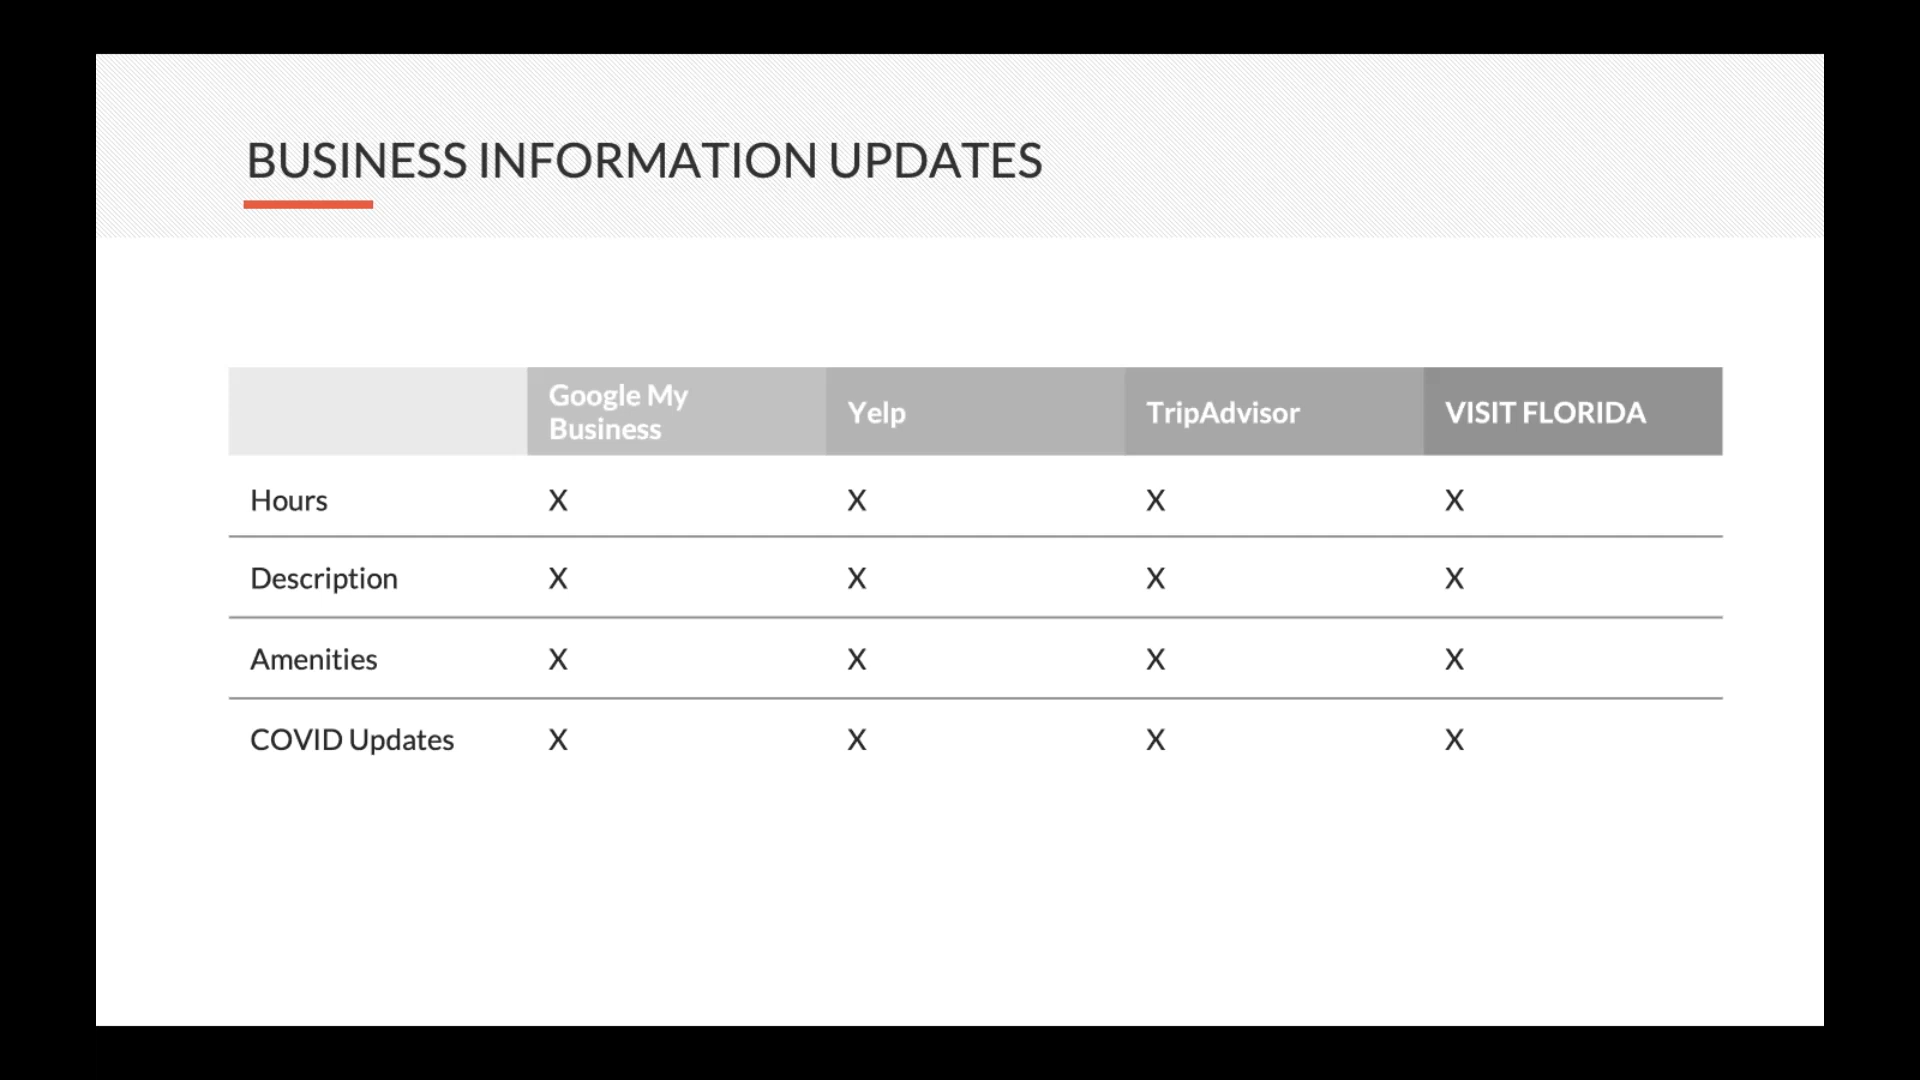 BUSINESS INFORMATION UPDATES
Google My
Business
Yelp
TripAdvisor
VISIT FLORIDA
Hours X X X X
Description X X X X
Amenities X X X X
COVID Updates X X X X